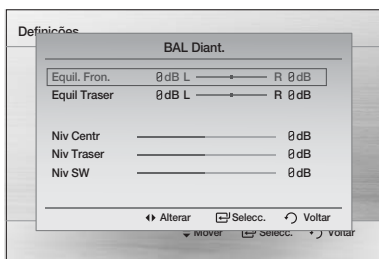 Definições
BAL Diant.
Equil. Fron. 0dB L R 0dB
Equil Traser 0dB L R 0dB
Niv Centr 0dB
Niv Traser 0dB
Niv SW 0dB
Alterar Selecc. Voltar
Mover Selecc. Voltar